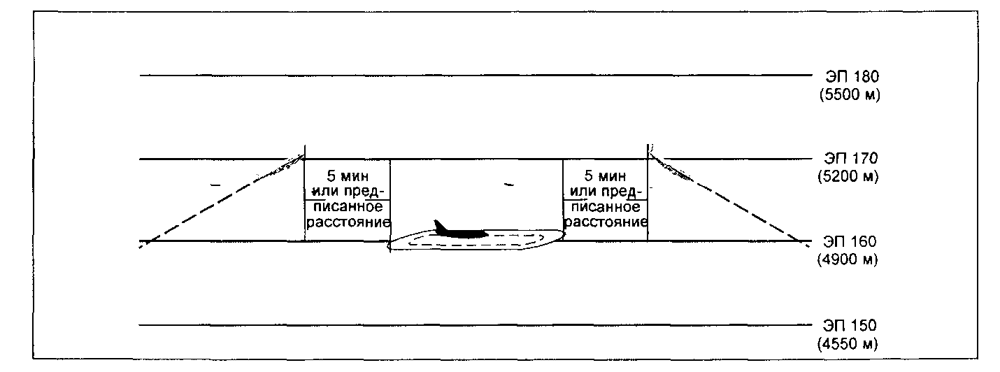 ЭП 180
(5500 м)
ЭП 170
(5200 м)
5 мин
или пред-
писанное
расстояние
5 мин
или пред-
писанное
расстояние
ЭП 160
(4900 м)
ЭП 150
(4550 м)